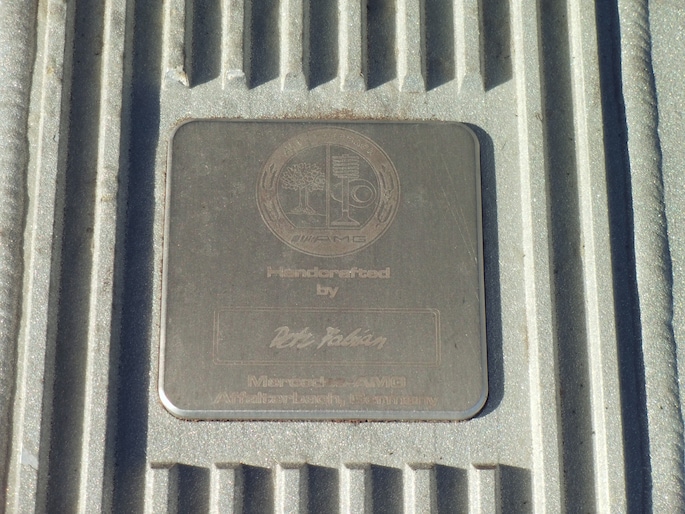 AMG
Handcrafted
by
Fabian
Mercedes-AMG
Affalterbach, Germany